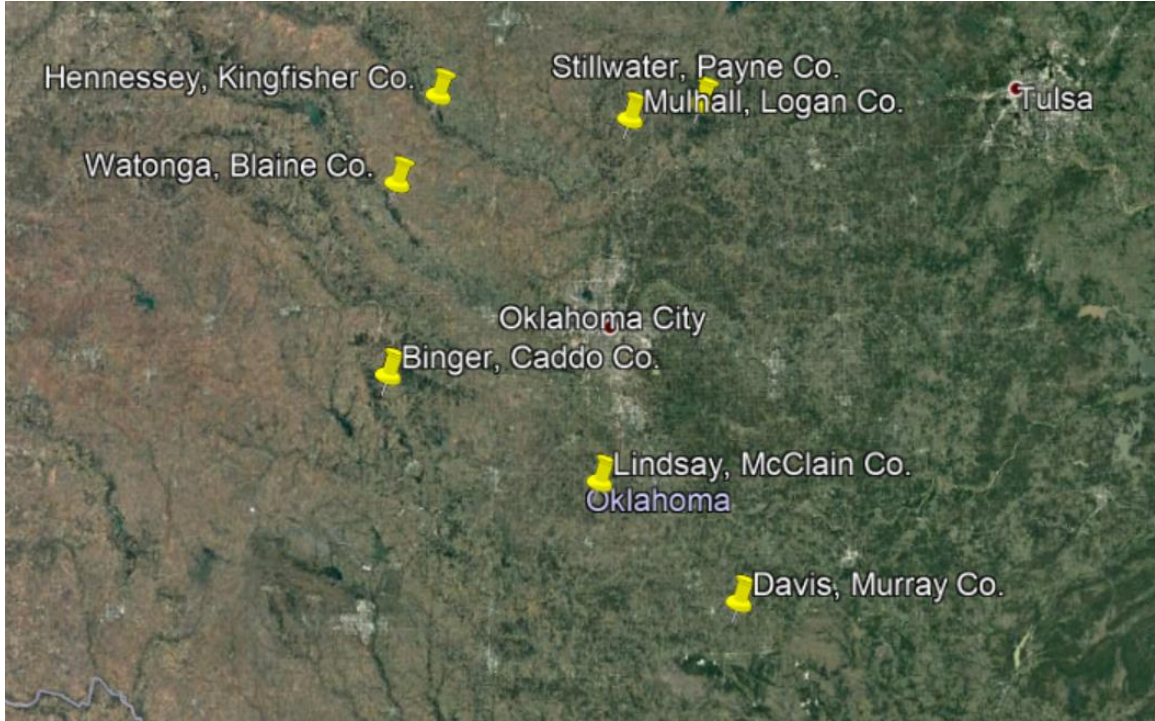 Stillwater, Payne Co.
Hennessey, Kingfisher Co.
Mulhall, Logan Co.
Tulsa
Watonga, Blaine Co.
Oklahoma City
Binger, Caddo Co.
Lindsay, McClain Co.
Oklahoma
Davis, Murray Co.